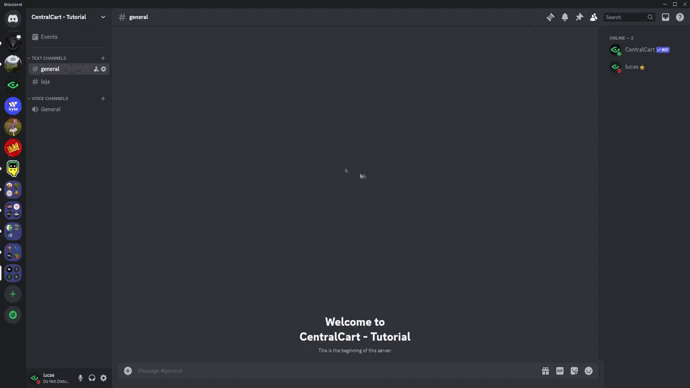 Discord
CentralCart - Tutorial
general
Search
Events
TEXT CHANNELS
general
loja
VOICE CHANNELS
General
ONLINE — 2
CentralCart
BOT
lucas
Welcome to
CentralCart - Tutorial
This is the beginning of this server.
Message #general
GIF
lucas
Do Not Distu...